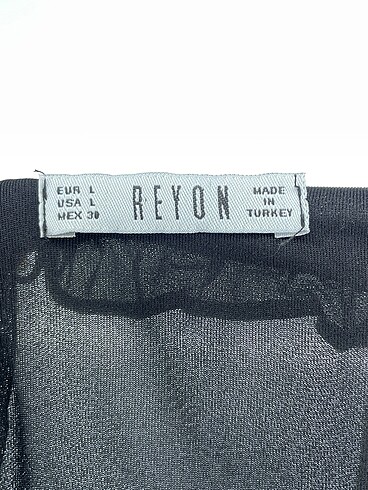 EUR L
USA L
MEX 30
REYON
MADE
IN
TURKEY